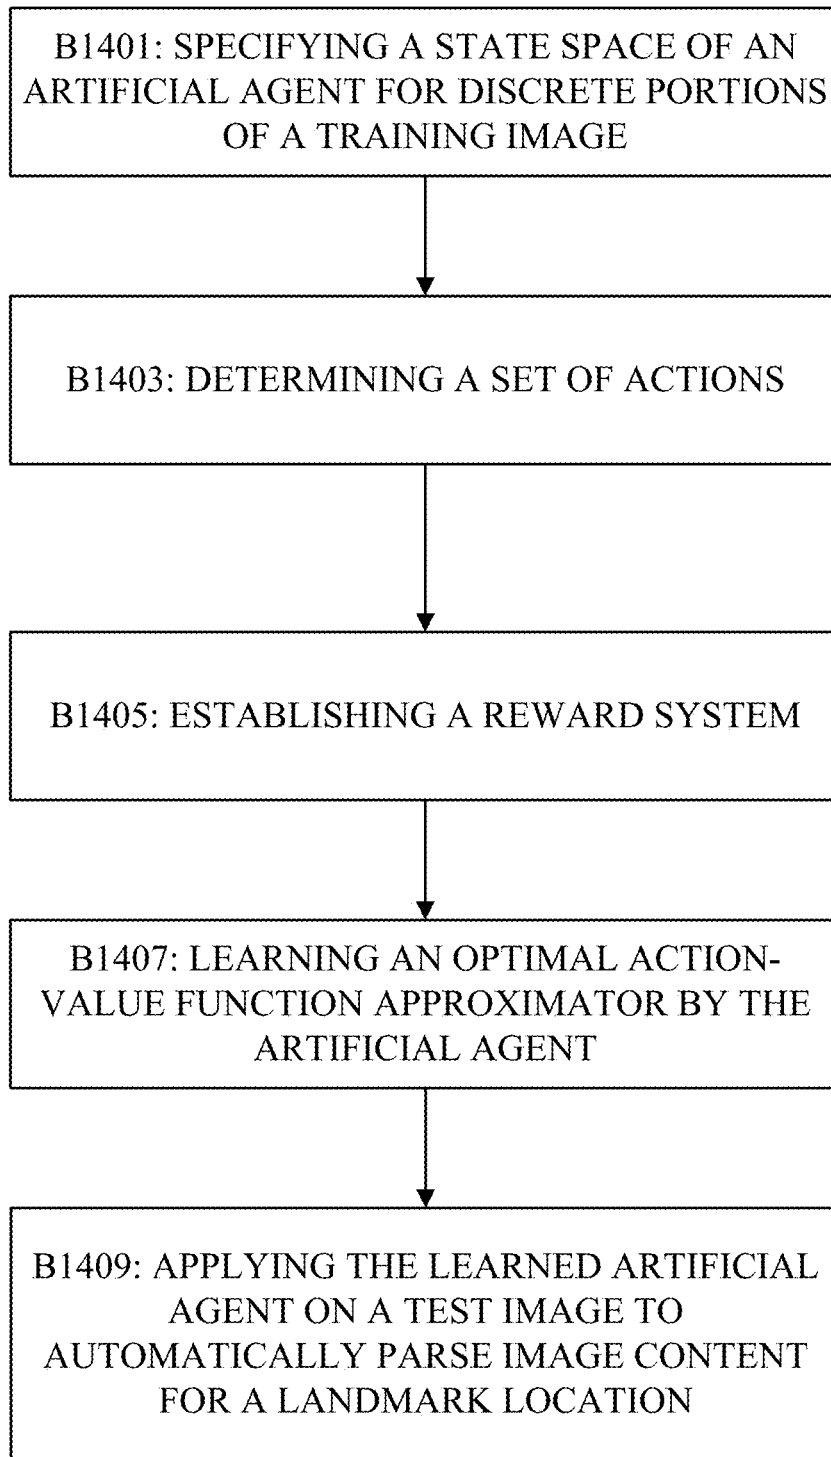 B1401: SPECIFYING A STATE SPACE OF AN
ARTIFICIAL AGENT FOR DISCRETE PORTIONS
OF A TRAINING IMAGE
B1403: DETERMINING A SET OF ACTIONS
B1405: ESTABLISHING A REWARD SYSTEM
B1407: LEARNING AN OPTIMAL ACTION-
VALUE FUNCTION APPROXIMATOR BY THE
ARTIFICIAL AGENT
B1409: APPLYING THE LEARNED ARTIFICIAL
AGENT ON A TEST IMAGE TO
AUTOMATICALLY PARSE IMAGE CONTENT
FOR A LANDMARK LOCATION